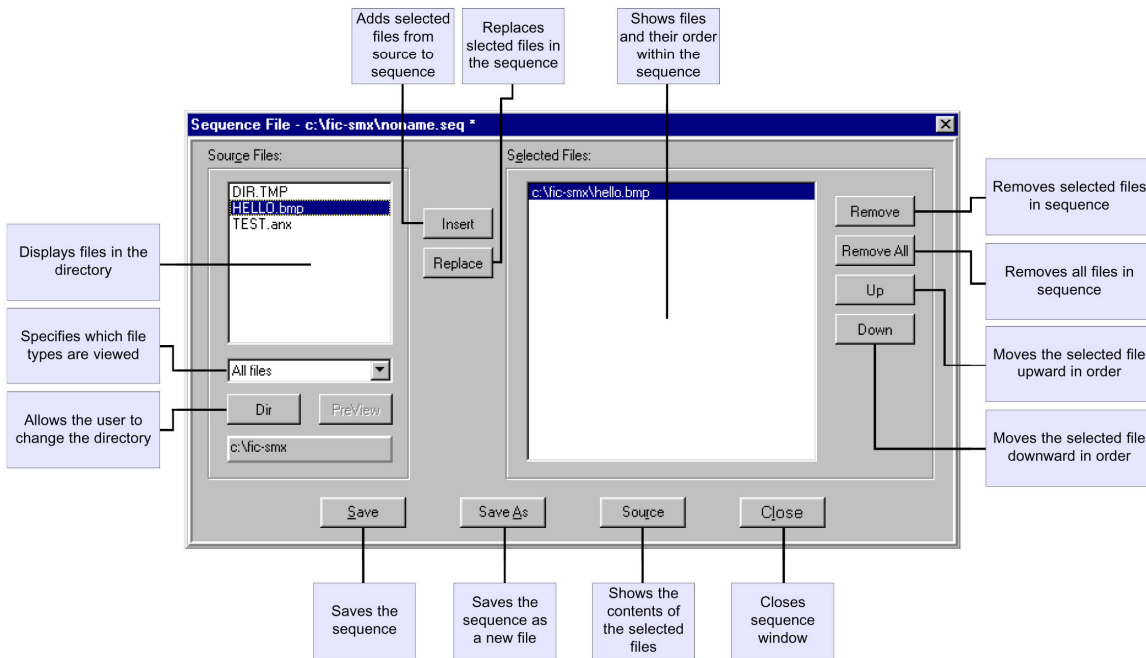 Adds selected
files from
source to
sequence
Replaces
slected files in
the sequence
Shows files
and their order
within the
sequence
Sequence File - c:\fic-smx\noname.seq *
Source Files:
Selected Files:
DIR.TMP
HELLO.bmp
TEST.anx
c:\fic-smx\hello.bmp
Insert
Replace
Remove
Remove All
Up
Down
All files
Dir
PreView
c:\fic-smx
Save
Save As
Source
Close
Displays files in the
directory
Specifies which file
types are viewed
Allows the user to
change the directory
Removes selected files
in sequence
Removes all files in
sequence
Moves the selected file
upward in order
Moves the selected file
downward in order
Saves the
sequence
Saves the
sequence as
a new file
Shows the
contents of
the selected
files
Closes
sequence
window